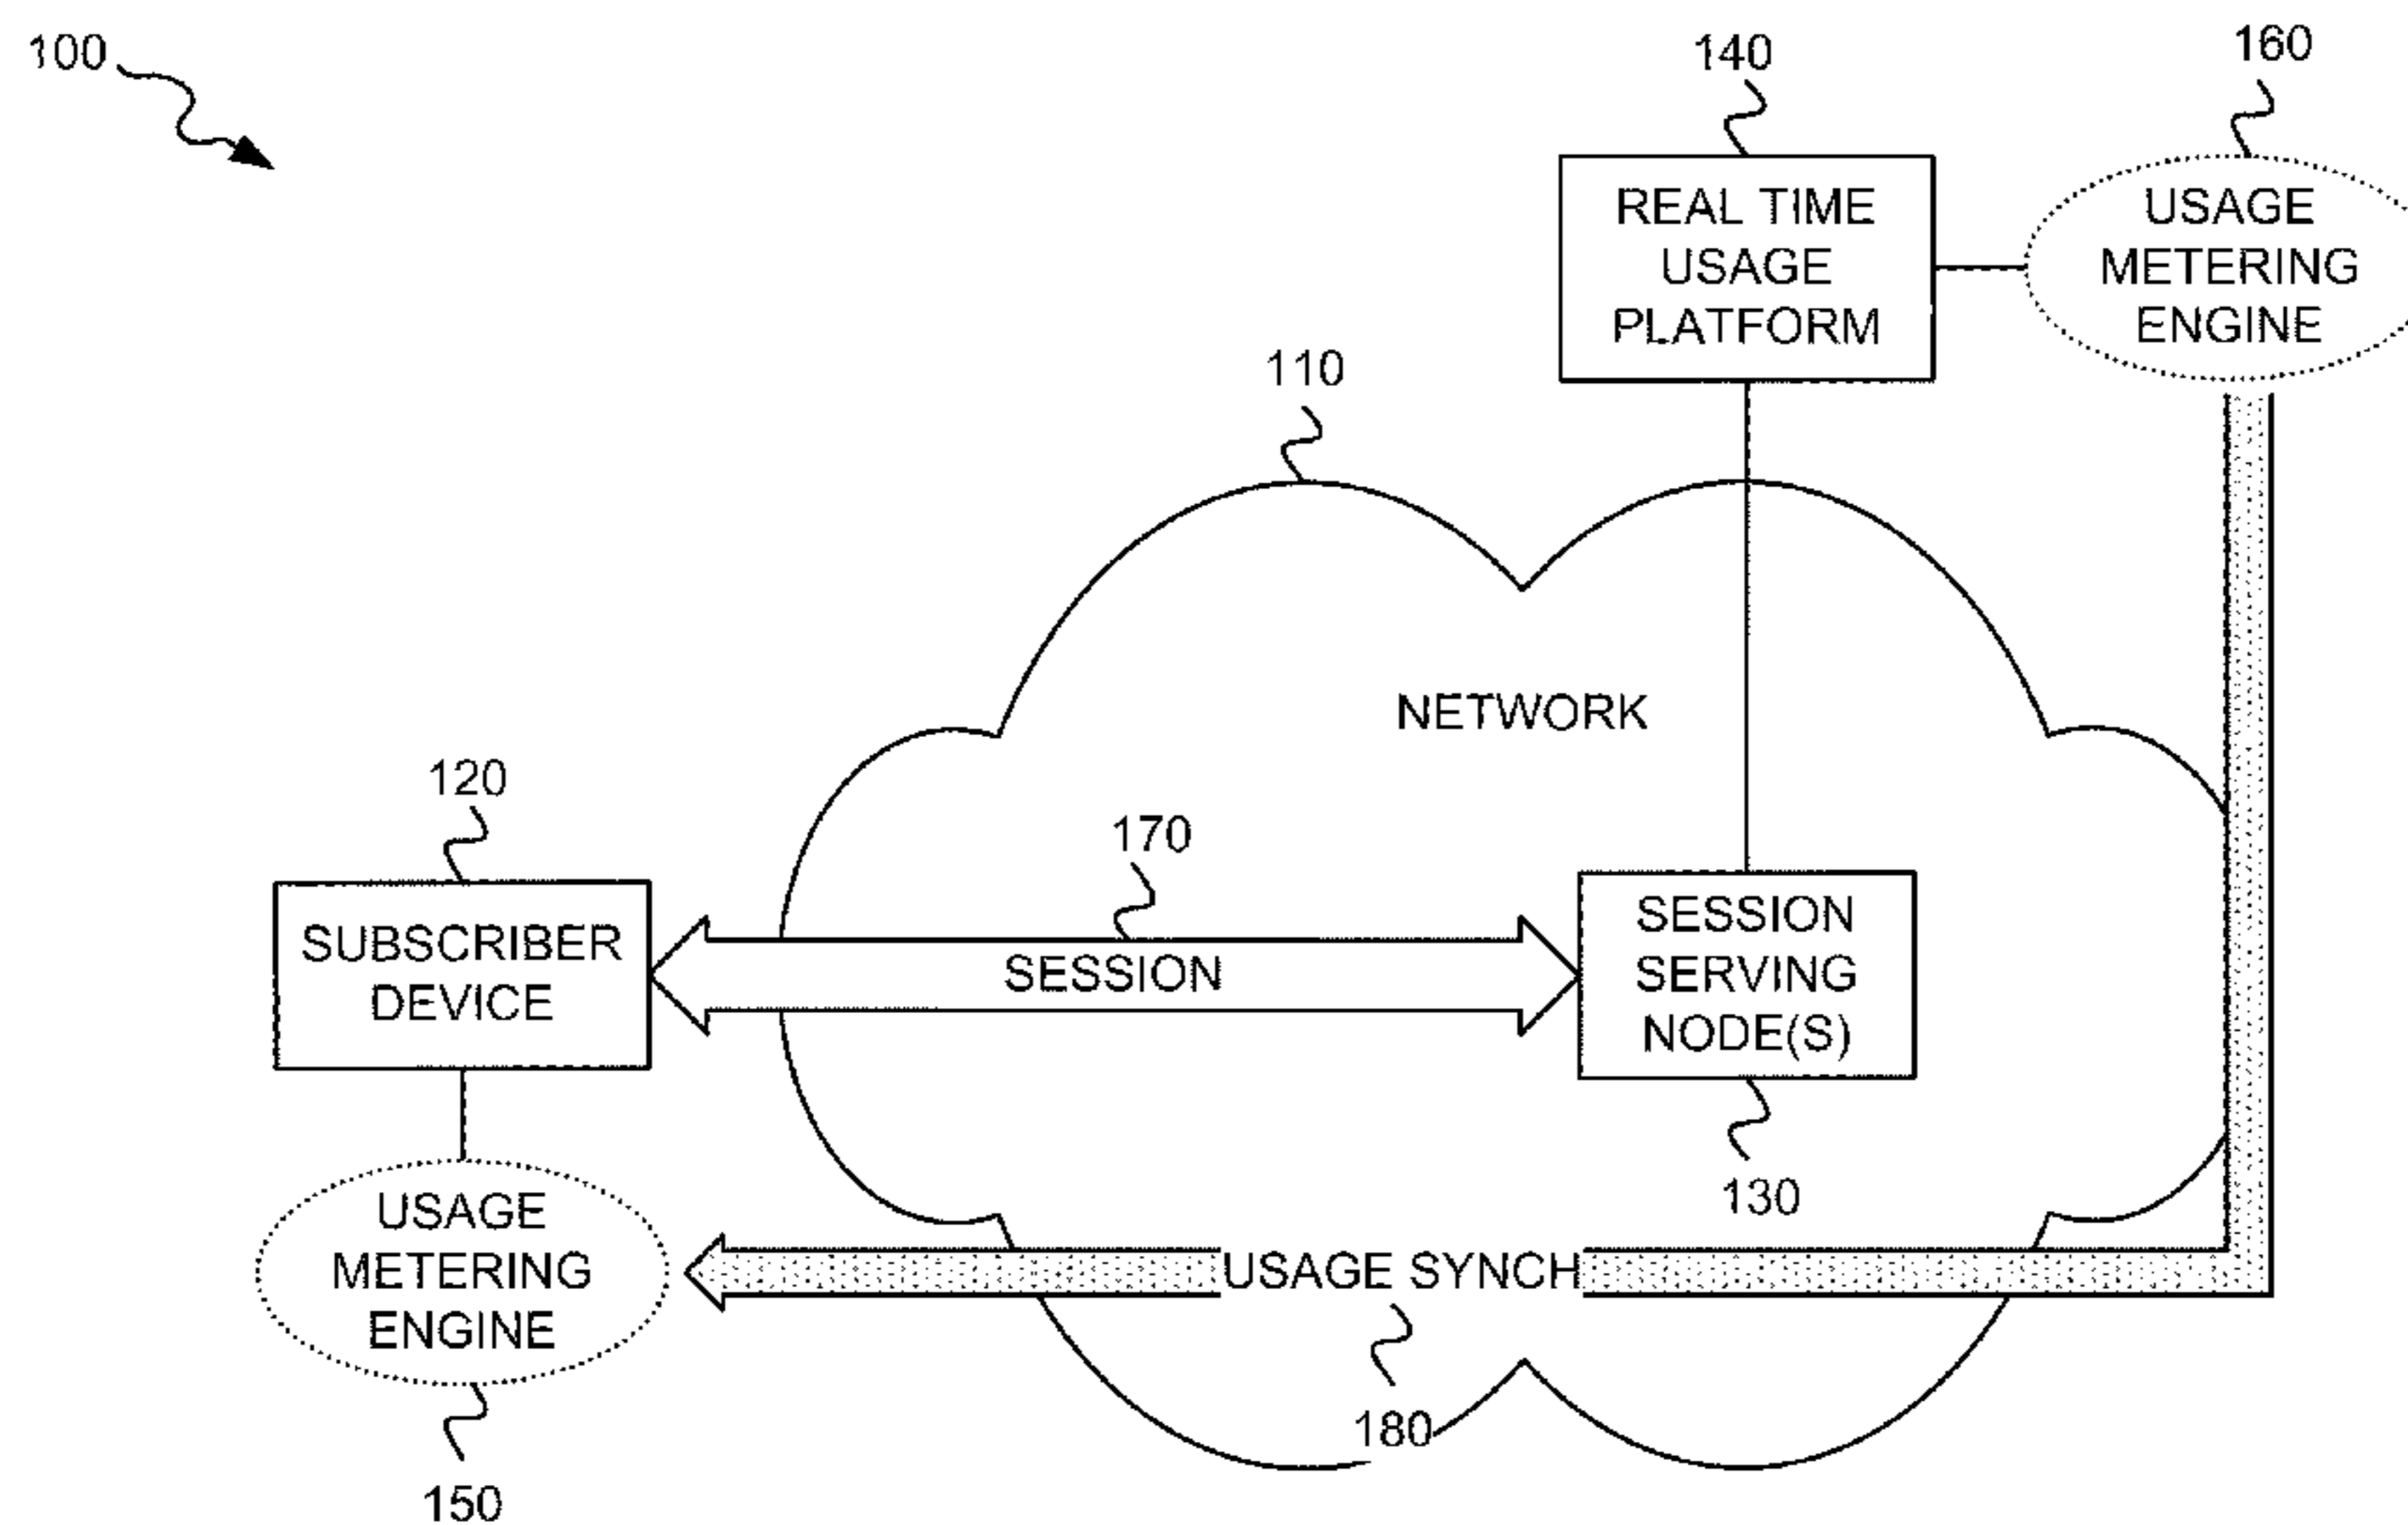 100
140
160
REAL TIME
USAGE
PLATFORM
USAGE
METERING
ENGINE
110
NETWORK
120
170
SUBSCRIBER
DEVICE
SESSION
SESSION
SERVING
NODE(S)
130
USAGE
METERING
ENGINE
USAGE SYNCH
180
150